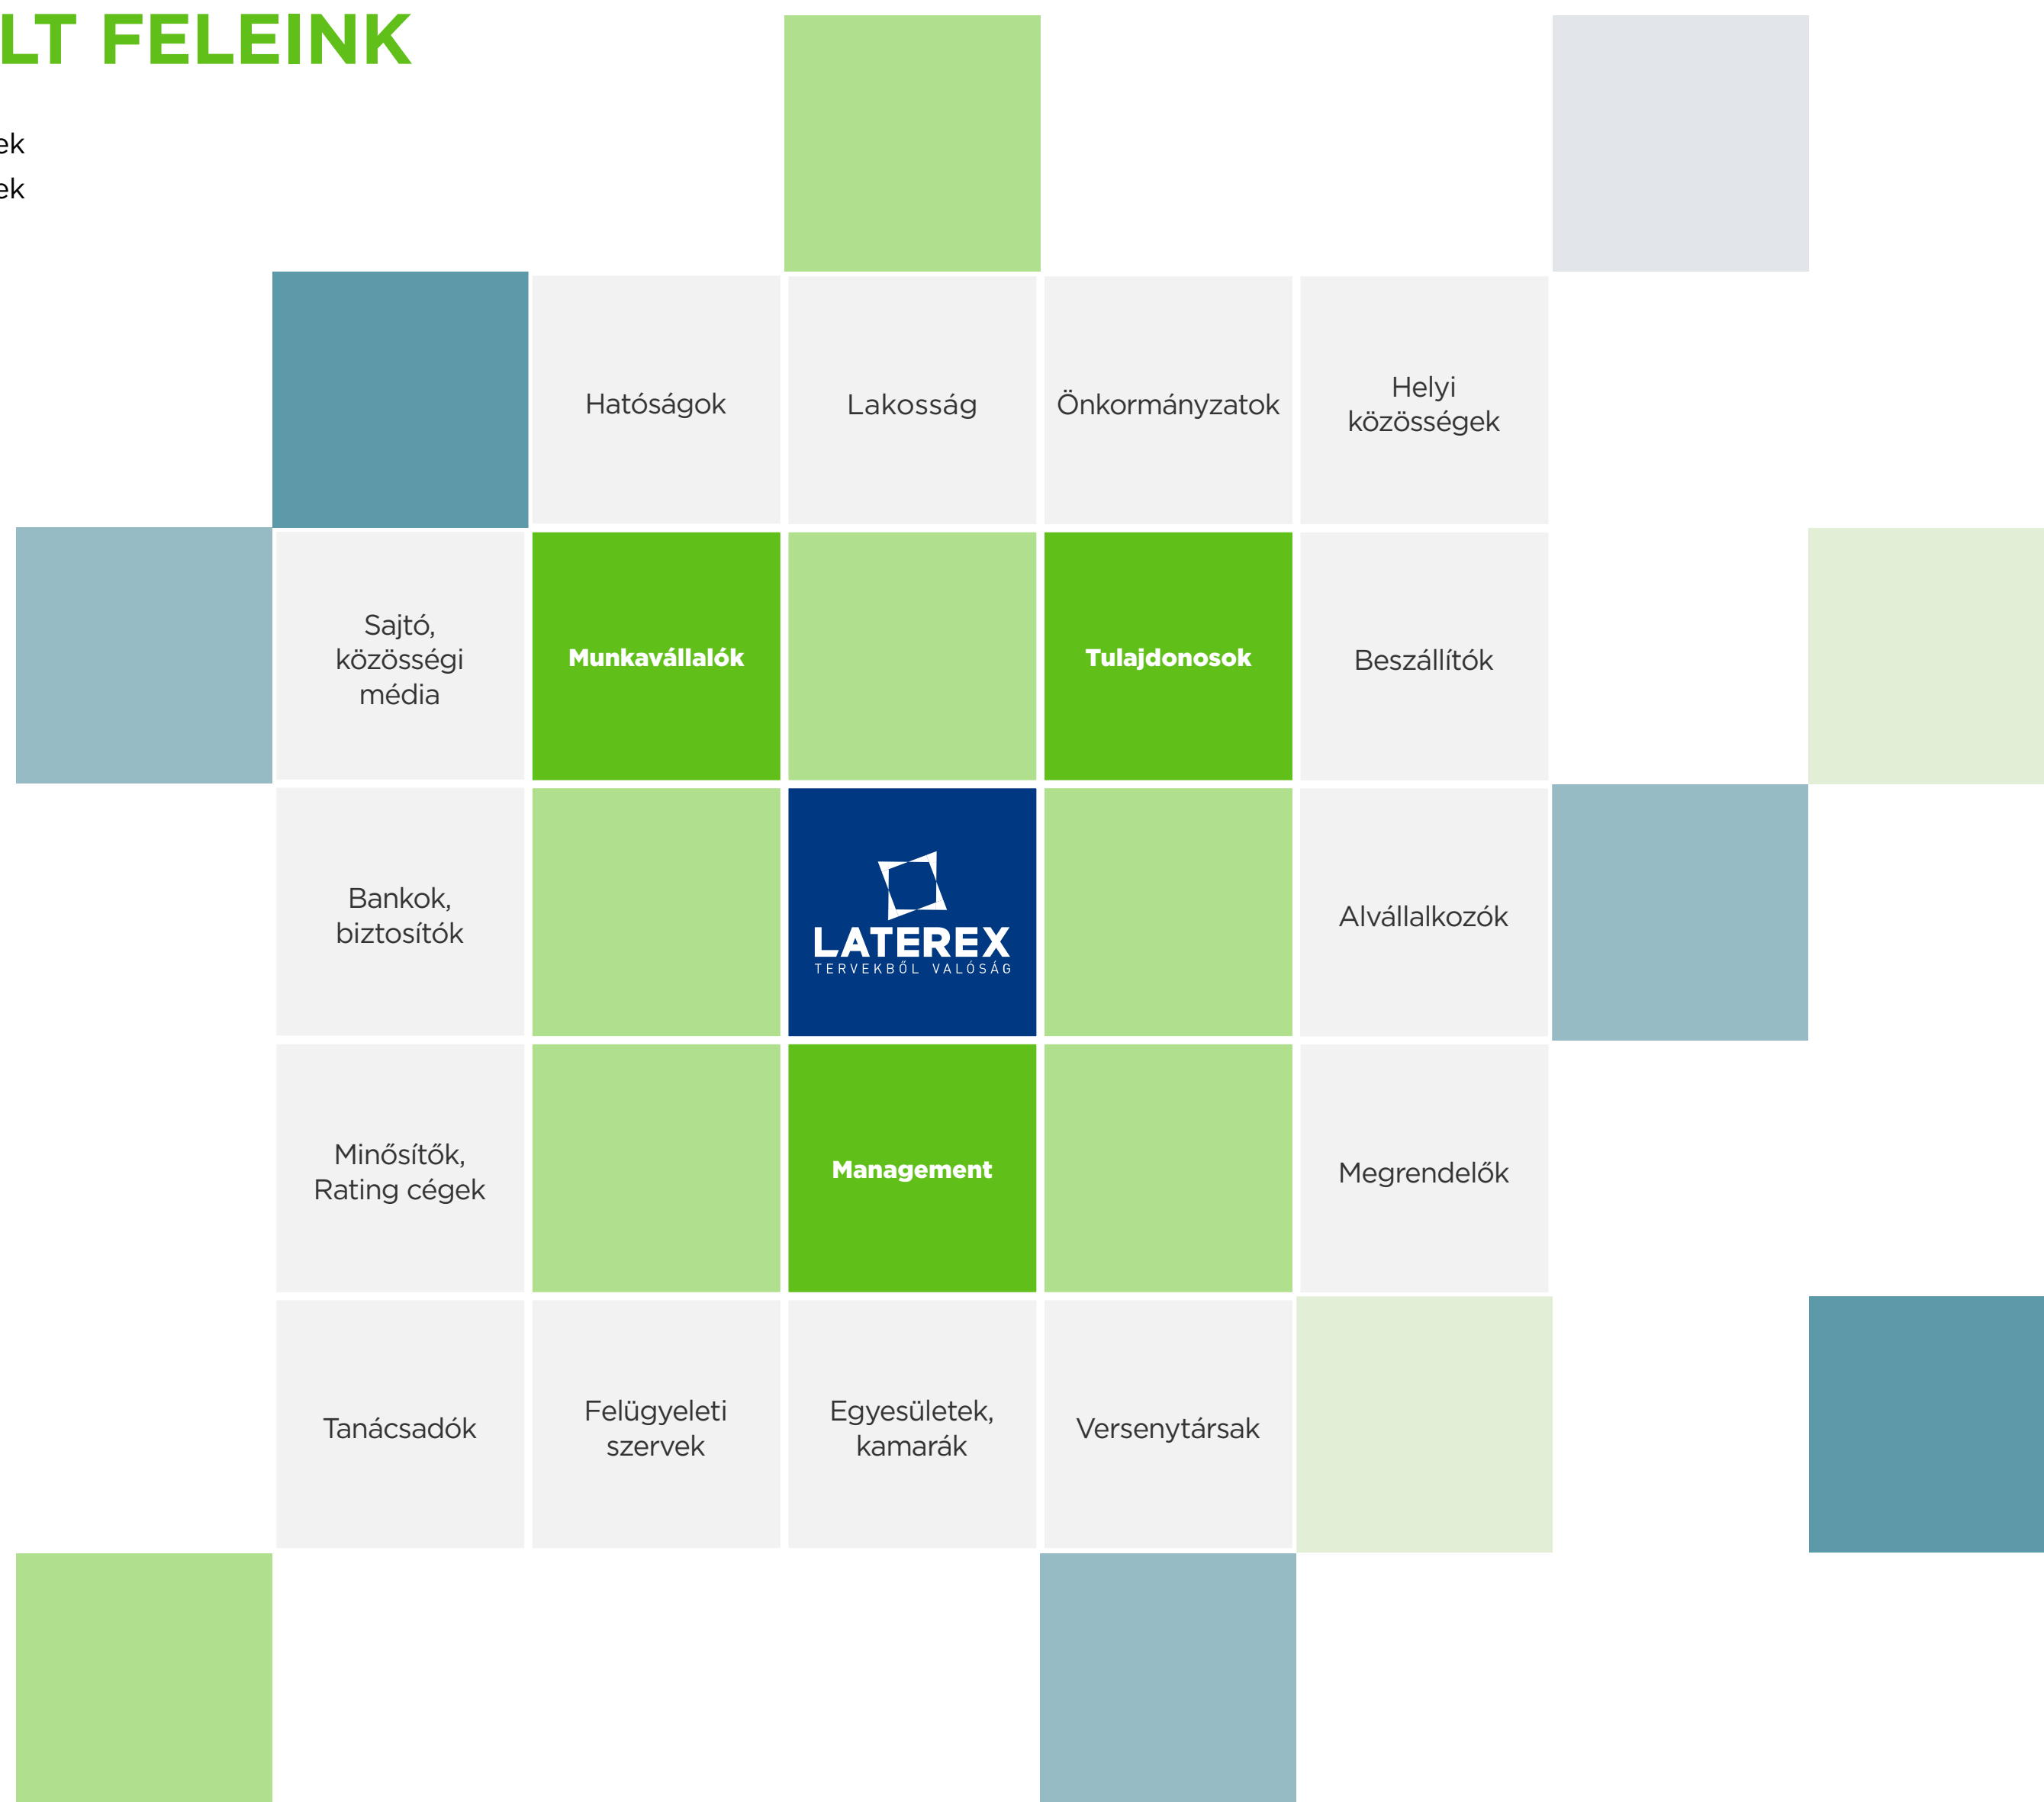 LT FELEINK
ek
ek
Hatóságok
Lakosság
Önkormányzatok
Helyi
közösségek
Sajtó,
közösségi
média
Munkavállalók
Tulajdonosok
Beszállítók
Bankok,
biztosítók
LATEREX
TERVEKBŐL VALÓSÁG
Alvállalkozók
Minősítők,
Rating cégek
Management
Megrendelők
Tanácsadók
Felügyeleti
szervek
Egyesületek,
kamarák
Versenytársak